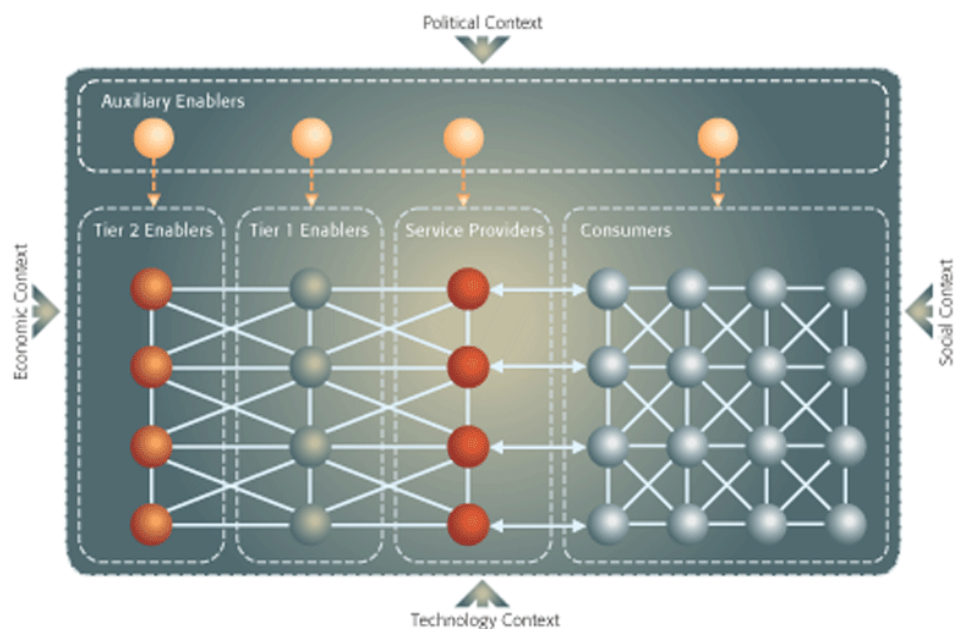 Political Context
Auxiliary Enablers
Tier 2 Enablers
Tier 1 Enablers
Service Providers
Consumers
Economic Context
Social Context
Technology Context